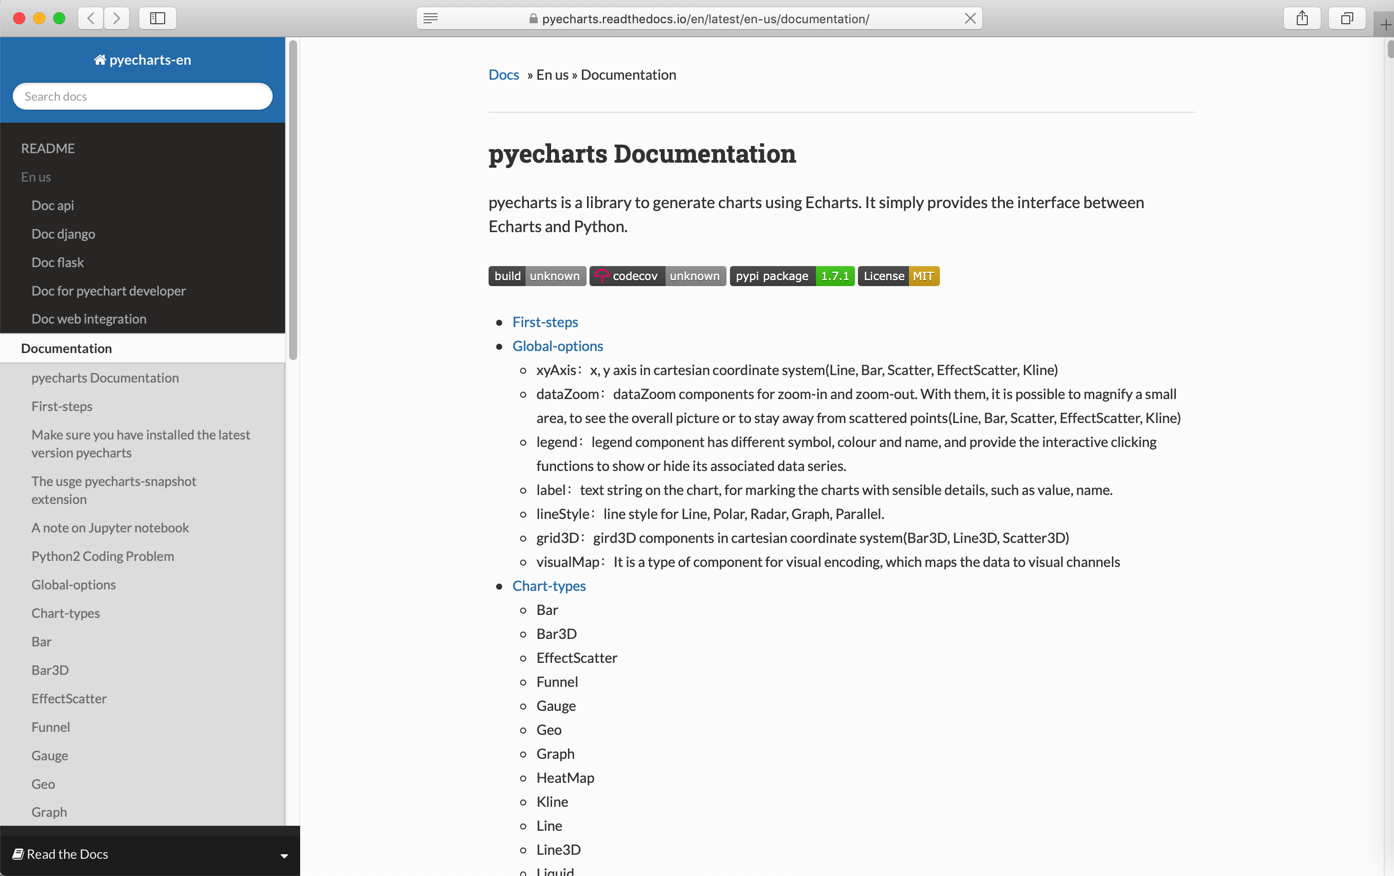 pyecharts.readthedocs.io/en/latest/en-us/documentation/
pyecharts-en
Search docs
README
En us
Doc api
Doc django
Doc flask
Doc for pyechart developer
Doc web integration
Documentation
pyecharts Documentation
First-steps
Make sure you have installed the latest
version pyecharts
The usge pyecharts-snapshot
extension
A note on Jupyter notebook
Python2 Coding Problem
Global-options
Chart-types
Bar
Bar3D
EffectScatter
Funnel
Gauge
Geo
Graph
Read the Docs
Docs » En us » Documentation
pyecharts Documentation
pyecharts is a library to generate charts using Echarts. It simply provides the interface between
Echarts and Python.
build unknown codecov unknown pypi package 1.7.1 License MIT
First-steps
Global-options
xyAxis：x, y axis in cartesian coordinate system(Line, Bar, Scatter, EffectScatter, Kline)
dataZoom：dataZoom components for zoom-in and zoom-out. With them, it is possible to magnify a small
area, to see the overall picture or to stay away from scattered points(Line, Bar, Scatter, EffectScatter, Kline)
legend：legend component has different symbol, colour and name, and provide the interactive clicking
functions to show or hide its associated data series.
label：text string on the chart, for marking the charts with sensible details, such as value, name.
lineStyle：line style for Line, Polar, Radar, Graph, Parallel.
grid3D：gird3D components in cartesian coordinate system(Bar3D, Line3D, Scatter3D)
visualMap：It is a type of component for visual encoding, which maps the data to visual channels
Chart-types
Bar
Bar3D
EffectScatter
Funnel
Gauge
Geo
Graph
HeatMap
Kline
Line
Line3D
Liquid